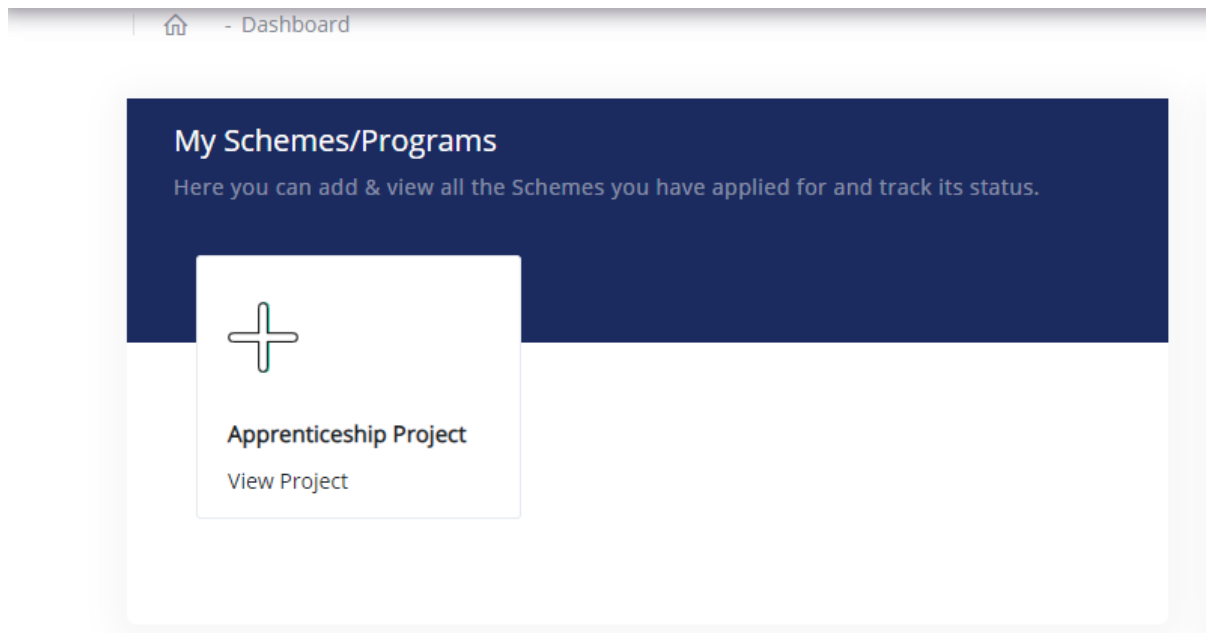 - Dashboard
My Schemes/Programs
Here you can add & view all the Schemes you have applied for and track its status.
Apprenticeship Project
View Project